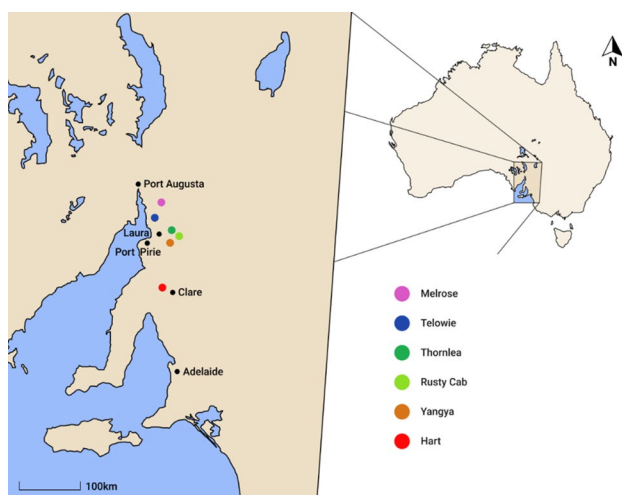 N
Port Augusta
Laura
Port Pirie
Clare
Adelaide
100km
Melrose
Telowie
Thornlea
Rusty Cab
Yangya
Hart